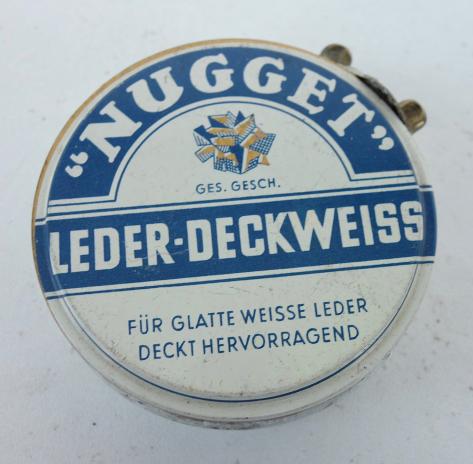 “NUGGET”
GES. GESCH.
LEDER-DECKWEISS
FÜR GLATTE WEISSE LEDER
DECKT HERVORRAGEND